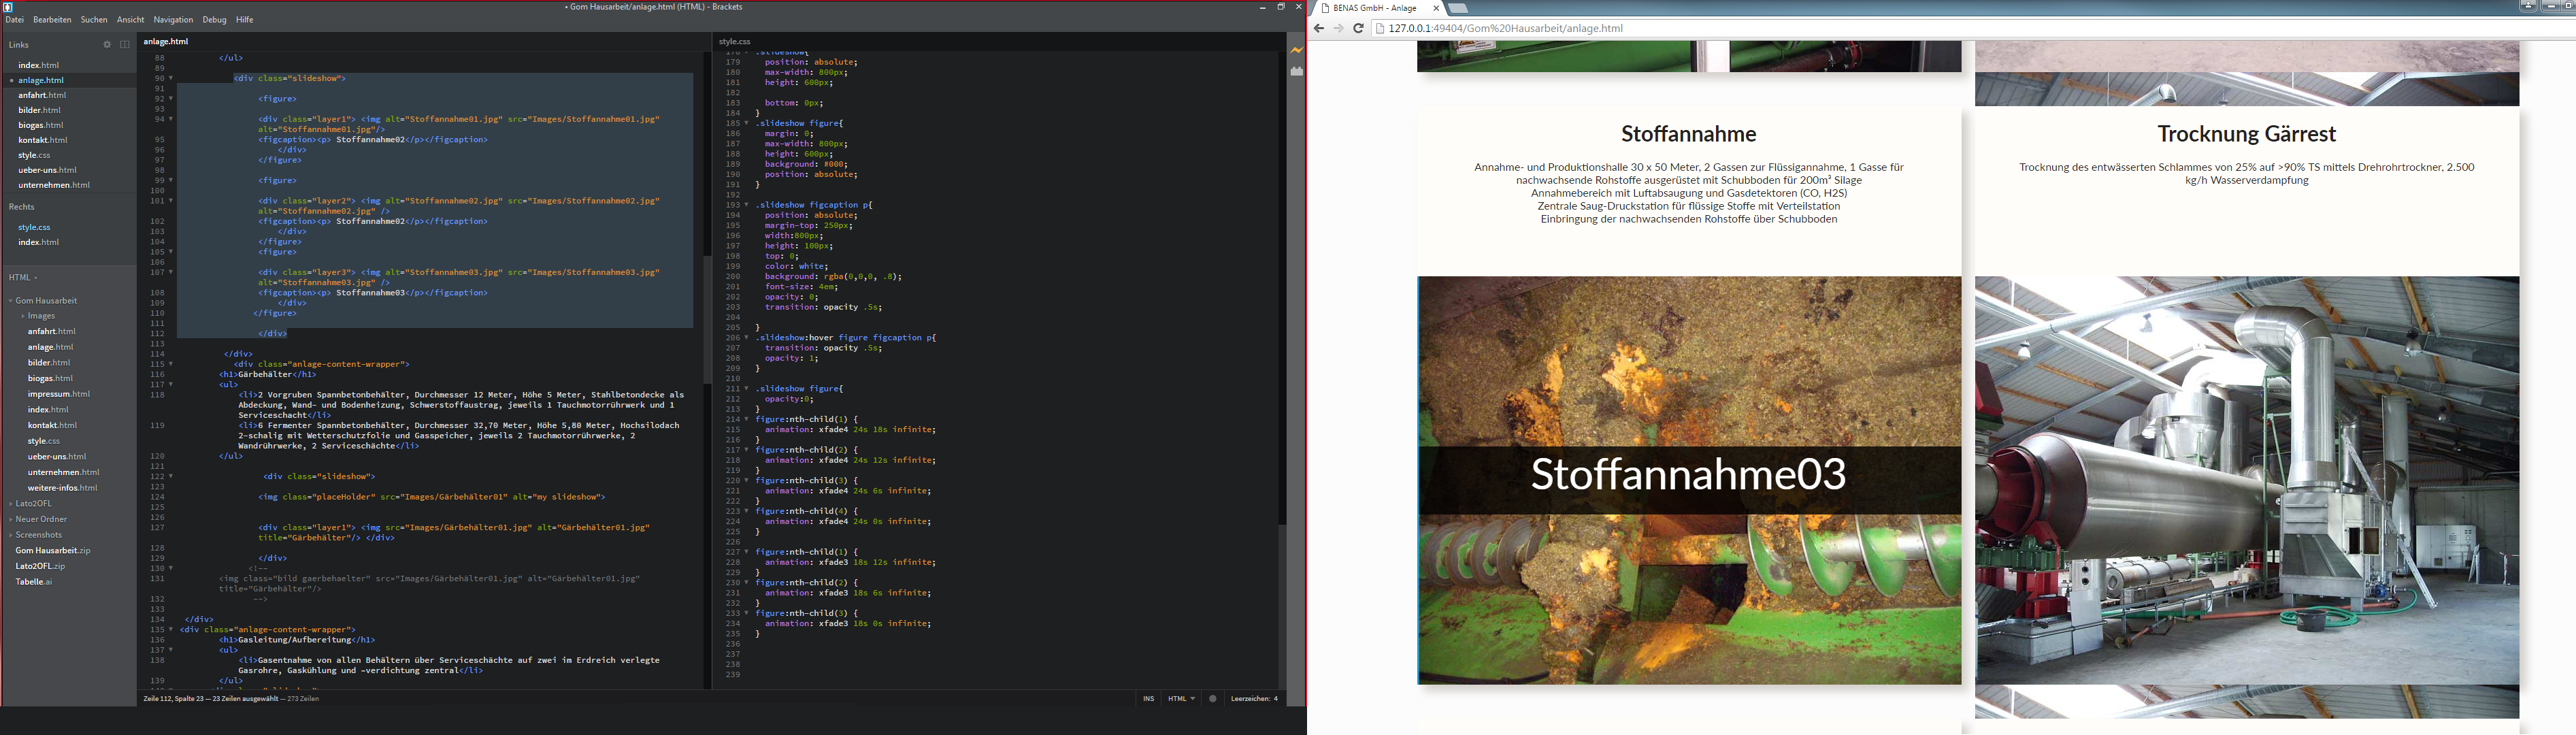 • Gom Hausarbeit/anlage.html (HTML) - Brackets
Datei Bearbeiten Suchen Ansicht Navigation Debug Hilfe
Links
index.html
• anlage.html
anfahrt.html
bilder.html
biogas.html
kontakt.html
style.css
ueber-uns.html
unternehmen.html
Rechts
style.css
index.html
HTML
Gom Hausarbeit
Images
anfahrt.html
anlage.html
bilder.html
biogas.html
impressum.html
index.html
kontakt.html
style.css
ueber-uns.html
unternehmen.html
weitere-infos.html
Lato2OFL
Neuer Ordner
Screenshots
Gom Hausarbeit.zip
Lato2OFL.zip
Tabelle.ai
anlage.html
88 </ul>
89
90 <div class="slideshow">
91
92 <figure>
93
94 <div class="layer1"> <img alt="Stoffannahme01.jpg" src="Images/Stoffannahme01.jpg"
alt="Stoffannahme01.jpg"/>
95 <figcaption><p> Stoffannahme02</p></figcaption>
96 </div>
97 </figure>
98
99 <figure>
100
101 <div class="layer2"> <img alt="Stoffannahme02.jpg" src="Images/Stoffannahme02.jpg"
alt="Stoffannahme02.jpg" />
102 <figcaption><p> Stoffannahme02</p></figcaption>
103 </div>
104 </figure>
105 <figure>
106
107 <div class="layer3"> <img alt="Stoffannahme03.jpg" src="Images/Stoffannahme03.jpg"
alt="Stoffannahme03.jpg" />
108 <figcaption><p> Stoffannahme03</p></figcaption>
109 </div>
110 </figure>
111
112 </div>
113
114 </div>
115 <div class="anlage-content-wrapper">
116 <h1>Gärbehälter</h1>
117 <ul>
118 <li>2 Vorgruben Spannbetonbehälter, Durchmesser 12 Meter, Höhe 5 Meter, Stahlbetondecke als
Abdeckung, Wand- und Bodenheizung, Schwerstoffaustrag, jeweils 1 Tauchmotorrührwerk und 1
Serviceschacht</li>
119 <li>6 Fermenter Spannbetonbehälter, Durchmesser 32,70 Meter, Höhe 5,80 Meter, Hochsilodach
2-schalig mit Wetterschutzfolie und Gasspeicher, jeweils 2 Tauchmotorrührwerke, 2
Wandrührwerke, 2 Serviceschächte</li>
120 </ul>
121
122 <div class="slideshow">
123
124 <img class="placeHolder" src="Images/Gärbehälter01" alt="my slideshow">
125
126
127 <div class="layer1"> <img src="Images/Gärbehälter01.jpg" alt="Gärbehälter01.jpg"
title="Gärbehälter"/> </div>
128
129 </div>
130 <!--
131 <img class="bild gaerbehaelter" src="Images/Gärbehälter01.jpg" alt="Gärbehälter01.jpg"
title="Gärbehälter"/>
132 -->
133
134 </div>
135 <div class="anlage-content-wrapper">
136 <h1>Gasleitung/Aufbereitung</h1>
137 <ul>
138 <li>Gasentnahme von allen Behältern über Serviceschächte auf zwei im Erdreich verlegte
Gasrohre, Gaskühlung und -verdichtung zentral</li>
139 </ul>
Zeile 112, Spalte 23 — 23 Zeilen ausgewählt — 273 Zeilen
INS HTML Leerzeichen: 4
style.css
178 .slideshow{
179 position: absolute;
180 max-width: 800px;
181 height: 600px;
182
183 bottom: 0px;
184 }
185 .slideshow figure{
186 margin: 0;
187 max-width: 800px;
188 height: 600px;
189 background: #000;
190 position: absolute;
191 }
192
193 .slideshow figcaption p{
194 position: absolute;
195 margin-top: 250px;
196 width:800px;
197 height: 100px;
198 top: 0;
199 color: white;
200 background: rgba(0,0,0, .8);
201 font-size: 4em;
202 opacity: 0;
203 transition: opacity .5s;
204
205 }
206 .slideshow:hover figure figcaption p{
207 transition: opacity .5s;
208 opacity: 1;
209 }
210
211 .slideshow figure{
212 opacity:0;
213 }
214 figure:nth-child(1) {
215 animation: xfade4 24s 18s infinite;
216 }
217 figure:nth-child(2) {
218 animation: xfade4 24s 12s infinite;
219 }
220 figure:nth-child(3) {
221 animation: xfade4 24s 6s infinite;
222 }
223 figure:nth-child(4) {
224 animation: xfade4 24s 0s infinite;
225 }
226
227 figure:nth-child(1) {
228 animation: xfade3 18s 12s infinite;
229 }
230 figure:nth-child(2) {
231 animation: xfade3 18s 6s infinite;
232 }
233 figure:nth-child(3) {
234 animation: xfade3 18s 0s infinite;
235 }
236
237
238
239
BENAS GmbH - Anlage
127.0.0.1:49404/Gom%20Hausarbeit/anlage.html
Stoffannahme
Annahme- und Produktionshalle 30 x 50 Meter, 2 Gassen zur Flüssigannahme, 1 Gasse für
nachwachsende Rohstoffe ausgerüstet mit Schubboden für 200m³ Silage
Annahmebereich mit Luftabsaugung und Gasdetektoren (CO, H2S)
Zentrale Saug-Druckstation für flüssige Stoffe mit Verteilstation
Einbringung der nachwachsenden Rohstoffe über Schubboden
Stoffannahme03
Trocknung Gärrest
Trocknung des entwässerten Schlammes von 25% auf >90% TS mittels Drehrohrtrockner, 2.500
kg/h Wasserverdampfung